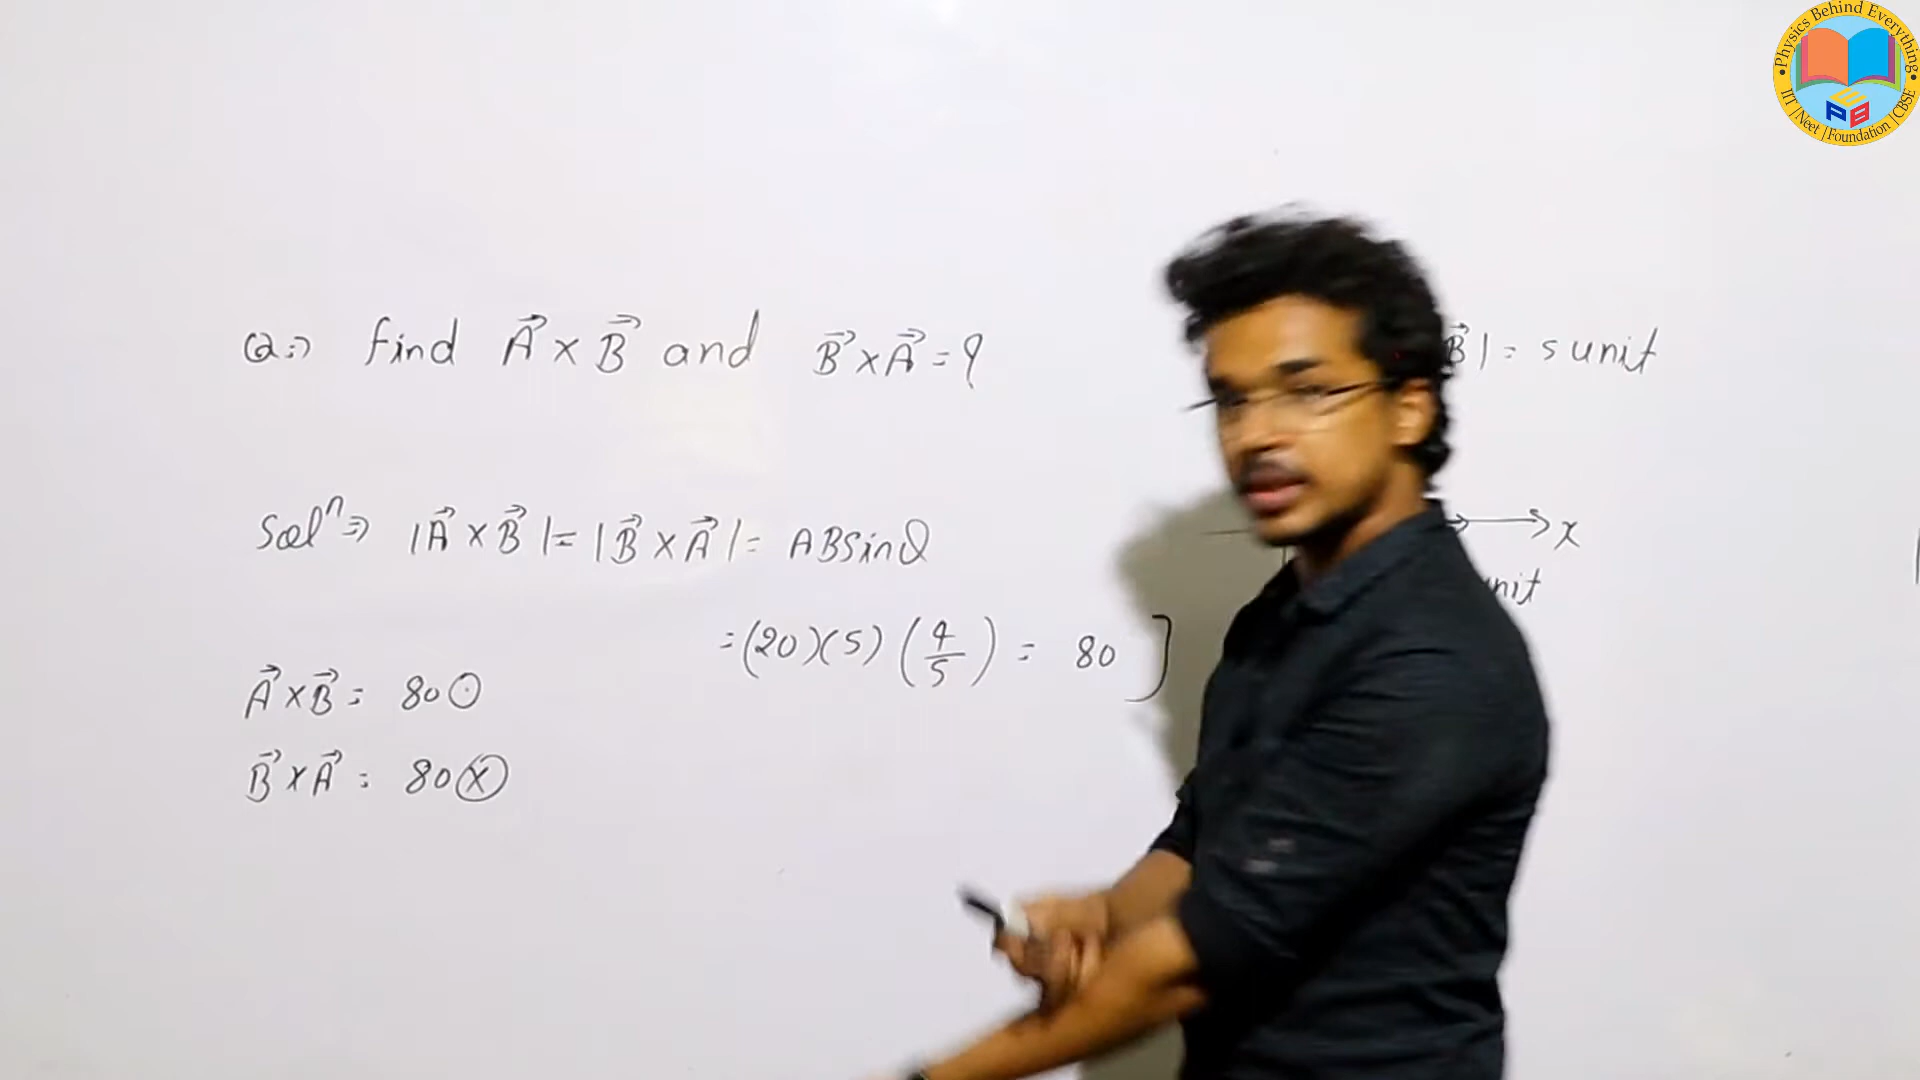 Physics Behind Everything
IIT | Neet | Foundation | CBSE
PBE
Q:⇒ find A⃗ × B⃗ and B⃗ × A⃗ = ?
B⃗| = 5 unit
Solⁿ ⇒ |A⃗ × B⃗| = |B⃗ × A⃗| = ABsinθ
x
nit
= (20)(5)(4/5) = 80 ]
A⃗ × B⃗ = 80 ⊙
B⃗ × A⃗ = 80 ⊗